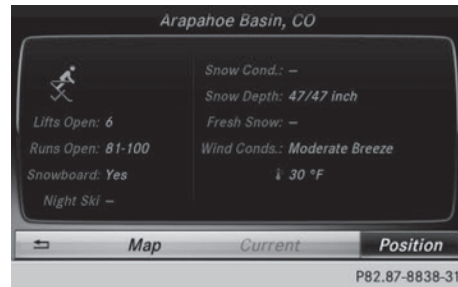 Arapahoe Basin, CO
Lifts Open: 6
Runs Open: 81-100
Snowboard: Yes
Night Ski –
Snow Cond.: –
Snow Depth: 47/47 inch
Fresh Snow: –
Wind Conds.: Moderate Breeze
30 °F
Map Current Position
P82.87-8838-31